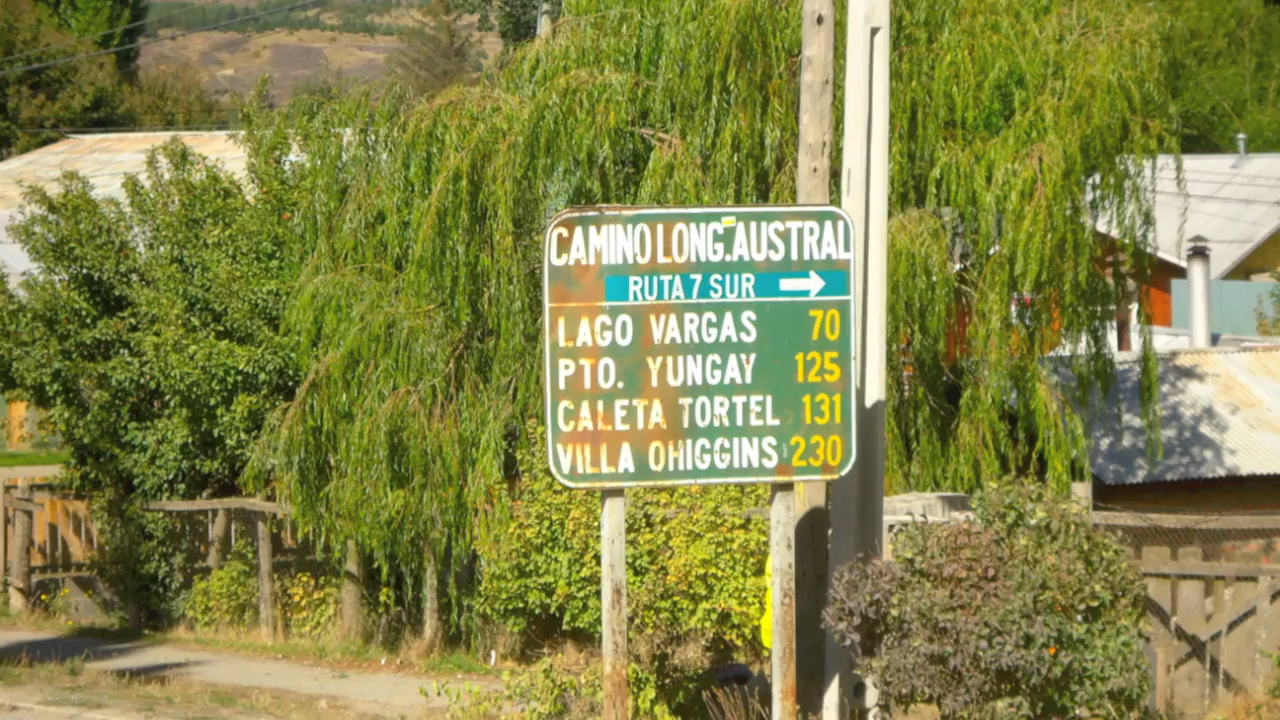 CAMINO LONG.AUSTRAL
RUTA 7 SUR
LAGO VARGAS 70
PTO. YUNGAY 125
CALETA TORTEL 131
VILLA OHIGGINS 230